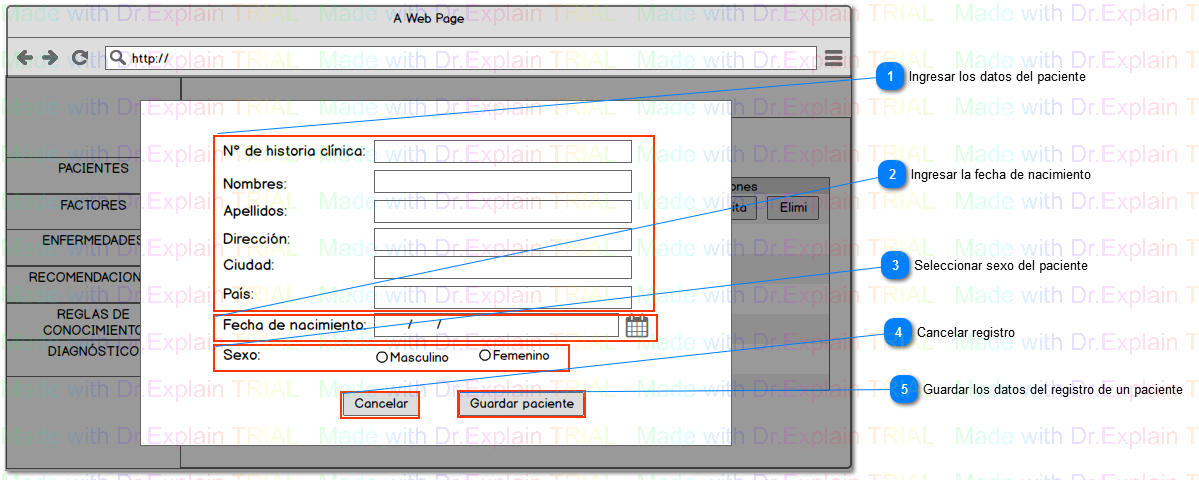 A Web Page
http://
PACIENTES
FACTORES
ENFERMEDADES
RECOMENDACION
REGLAS DE
CONOCIMIENTO
DIAGNÓSTICO
N° de historia clínica:
Nombres:
Apellidos:
Dirección:
Ciudad:
País:
Fecha de nacimiento: / /
Sexo: Masculino Femenino
Cancelar Guardar paciente
ones
ita Elimi
1 Ingresar los datos del paciente
2 Ingresar la fecha de nacimiento
3 Seleccionar sexo del paciente
4 Cancelar registro
5 Guardar los datos del registro de un paciente
Made with Dr.Explain TRIAL